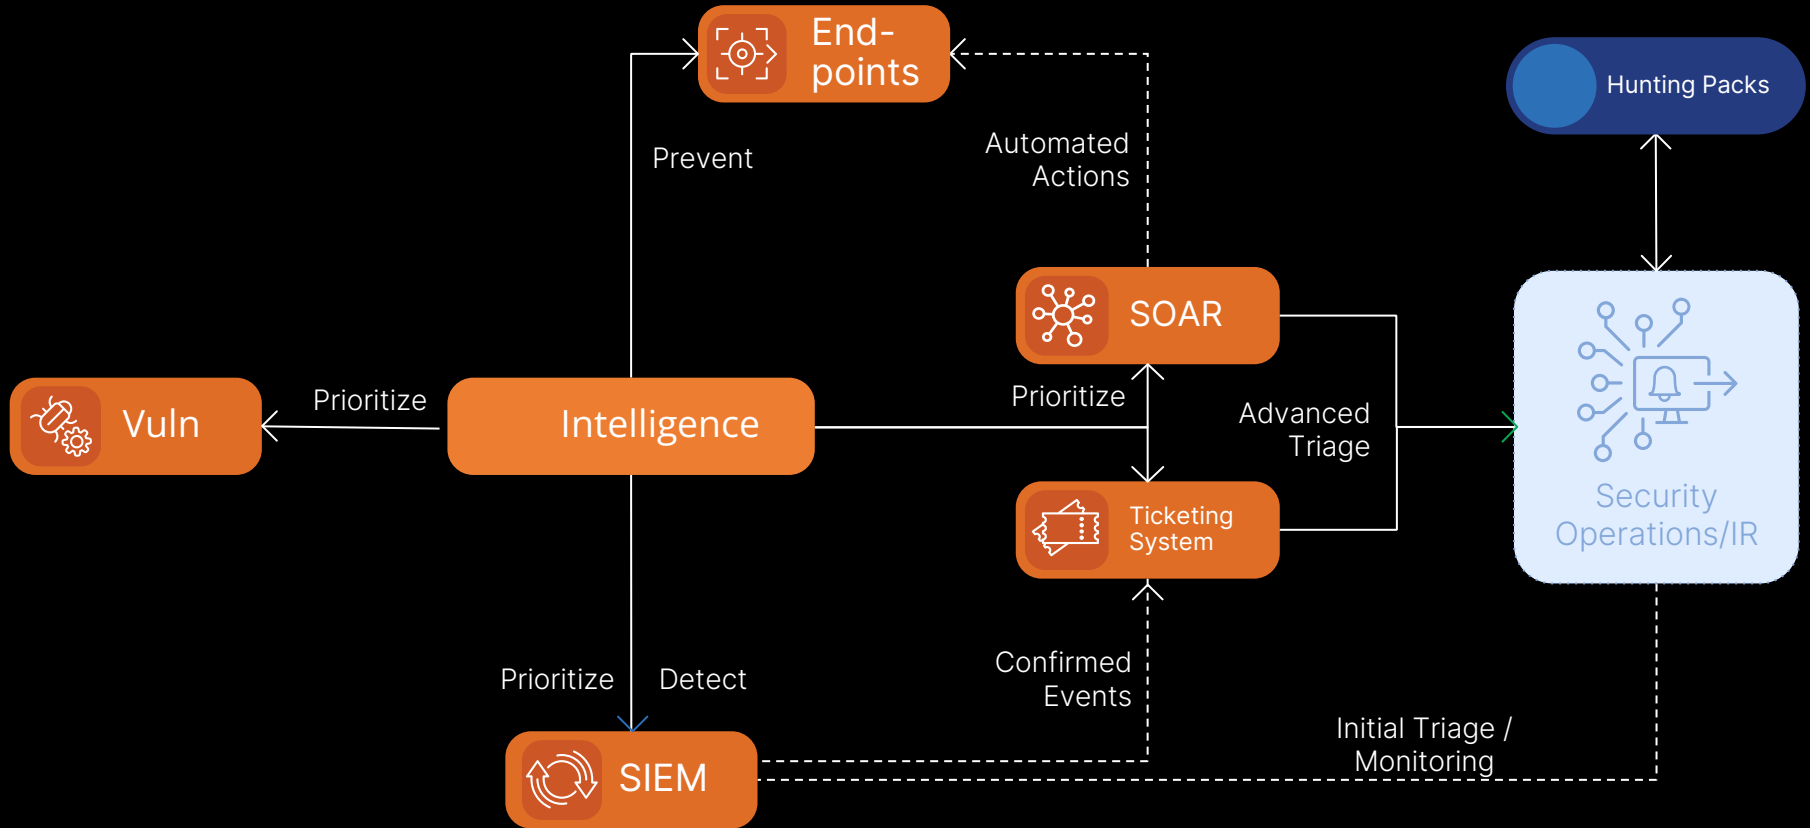 End-
points
Hunting Packs
Automated
Actions
Prevent
SOAR
Prioritize
Prioritize
Vuln
Intelligence
Advanced
Triage
Security
Operations/IR
Ticketing
System
Prioritize
Detect
Confirmed
Events
Initial Triage /
Monitoring
SIEM